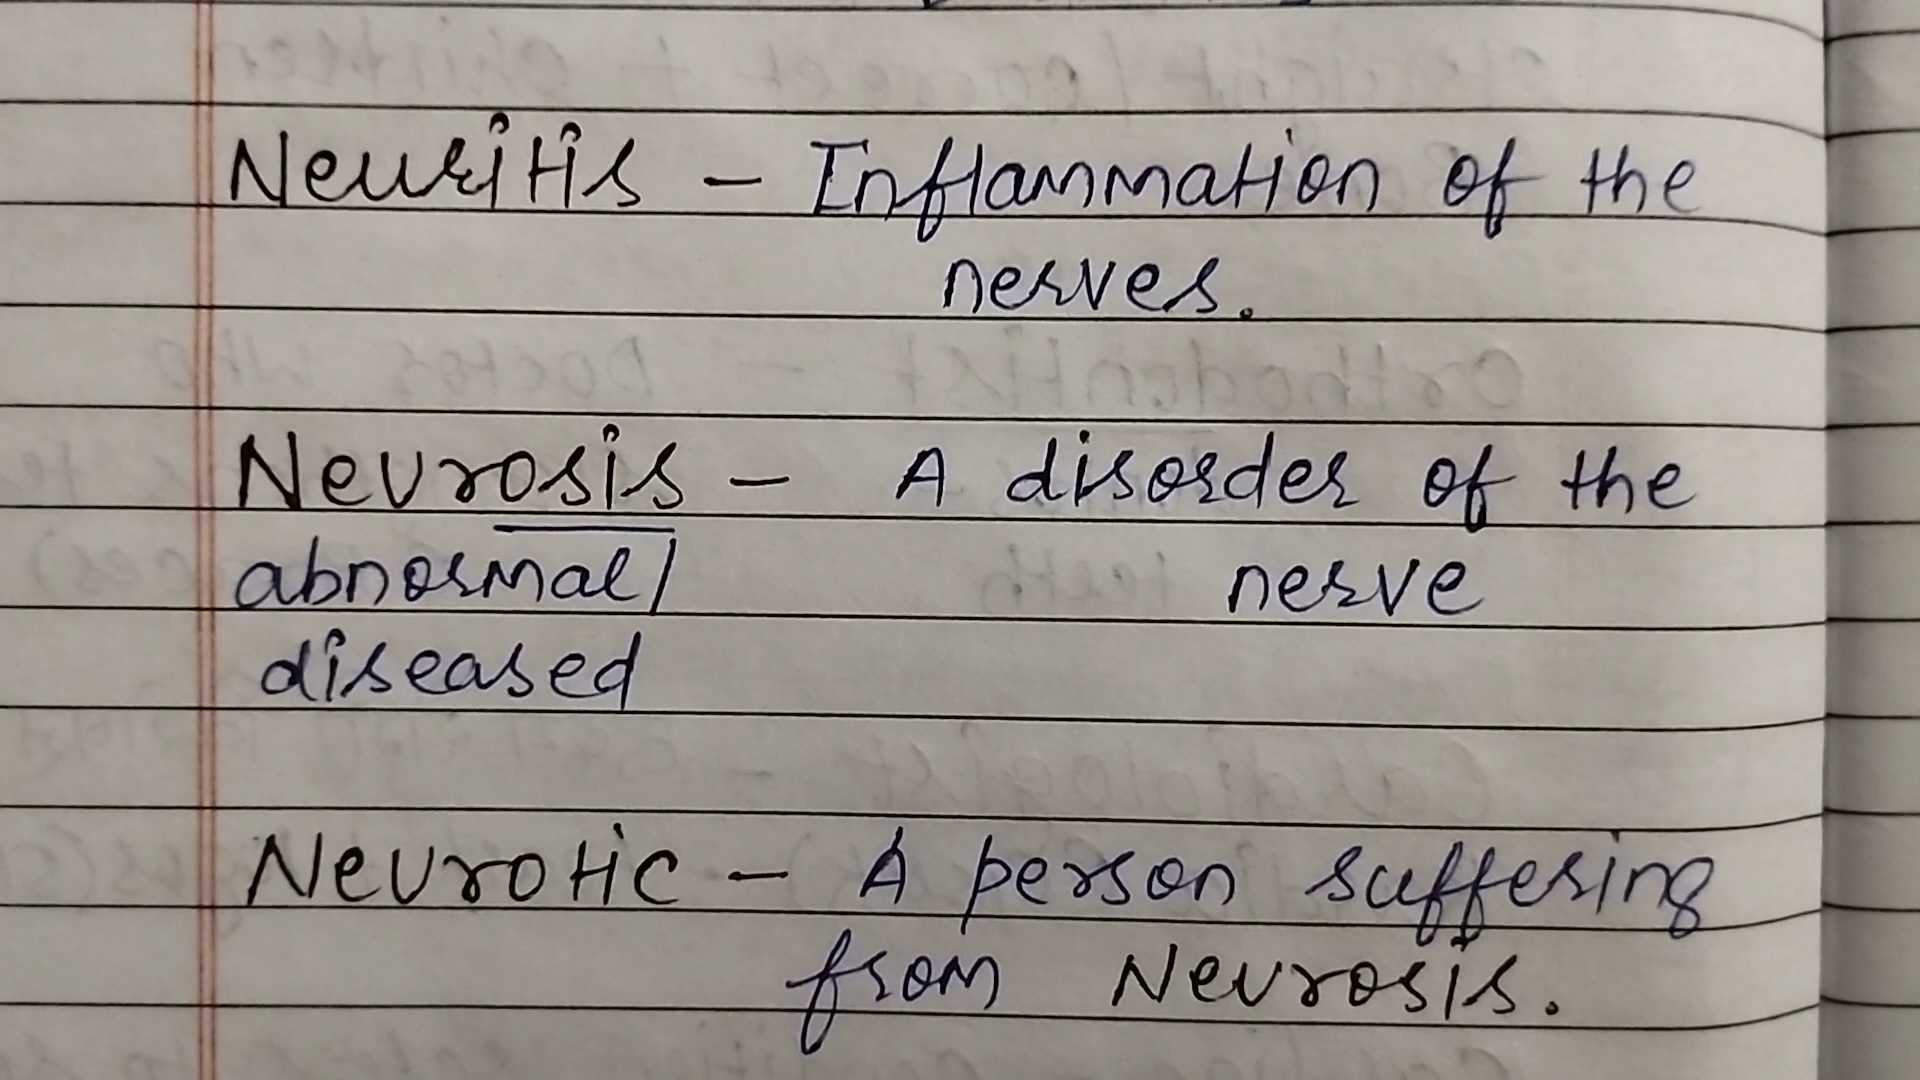 Neuritis - Inflammation of the
nerves.
Neurosis - A disorder of the
abnormal/ nerve
diseased
Neurotic - A person suffering
from Neurosis.